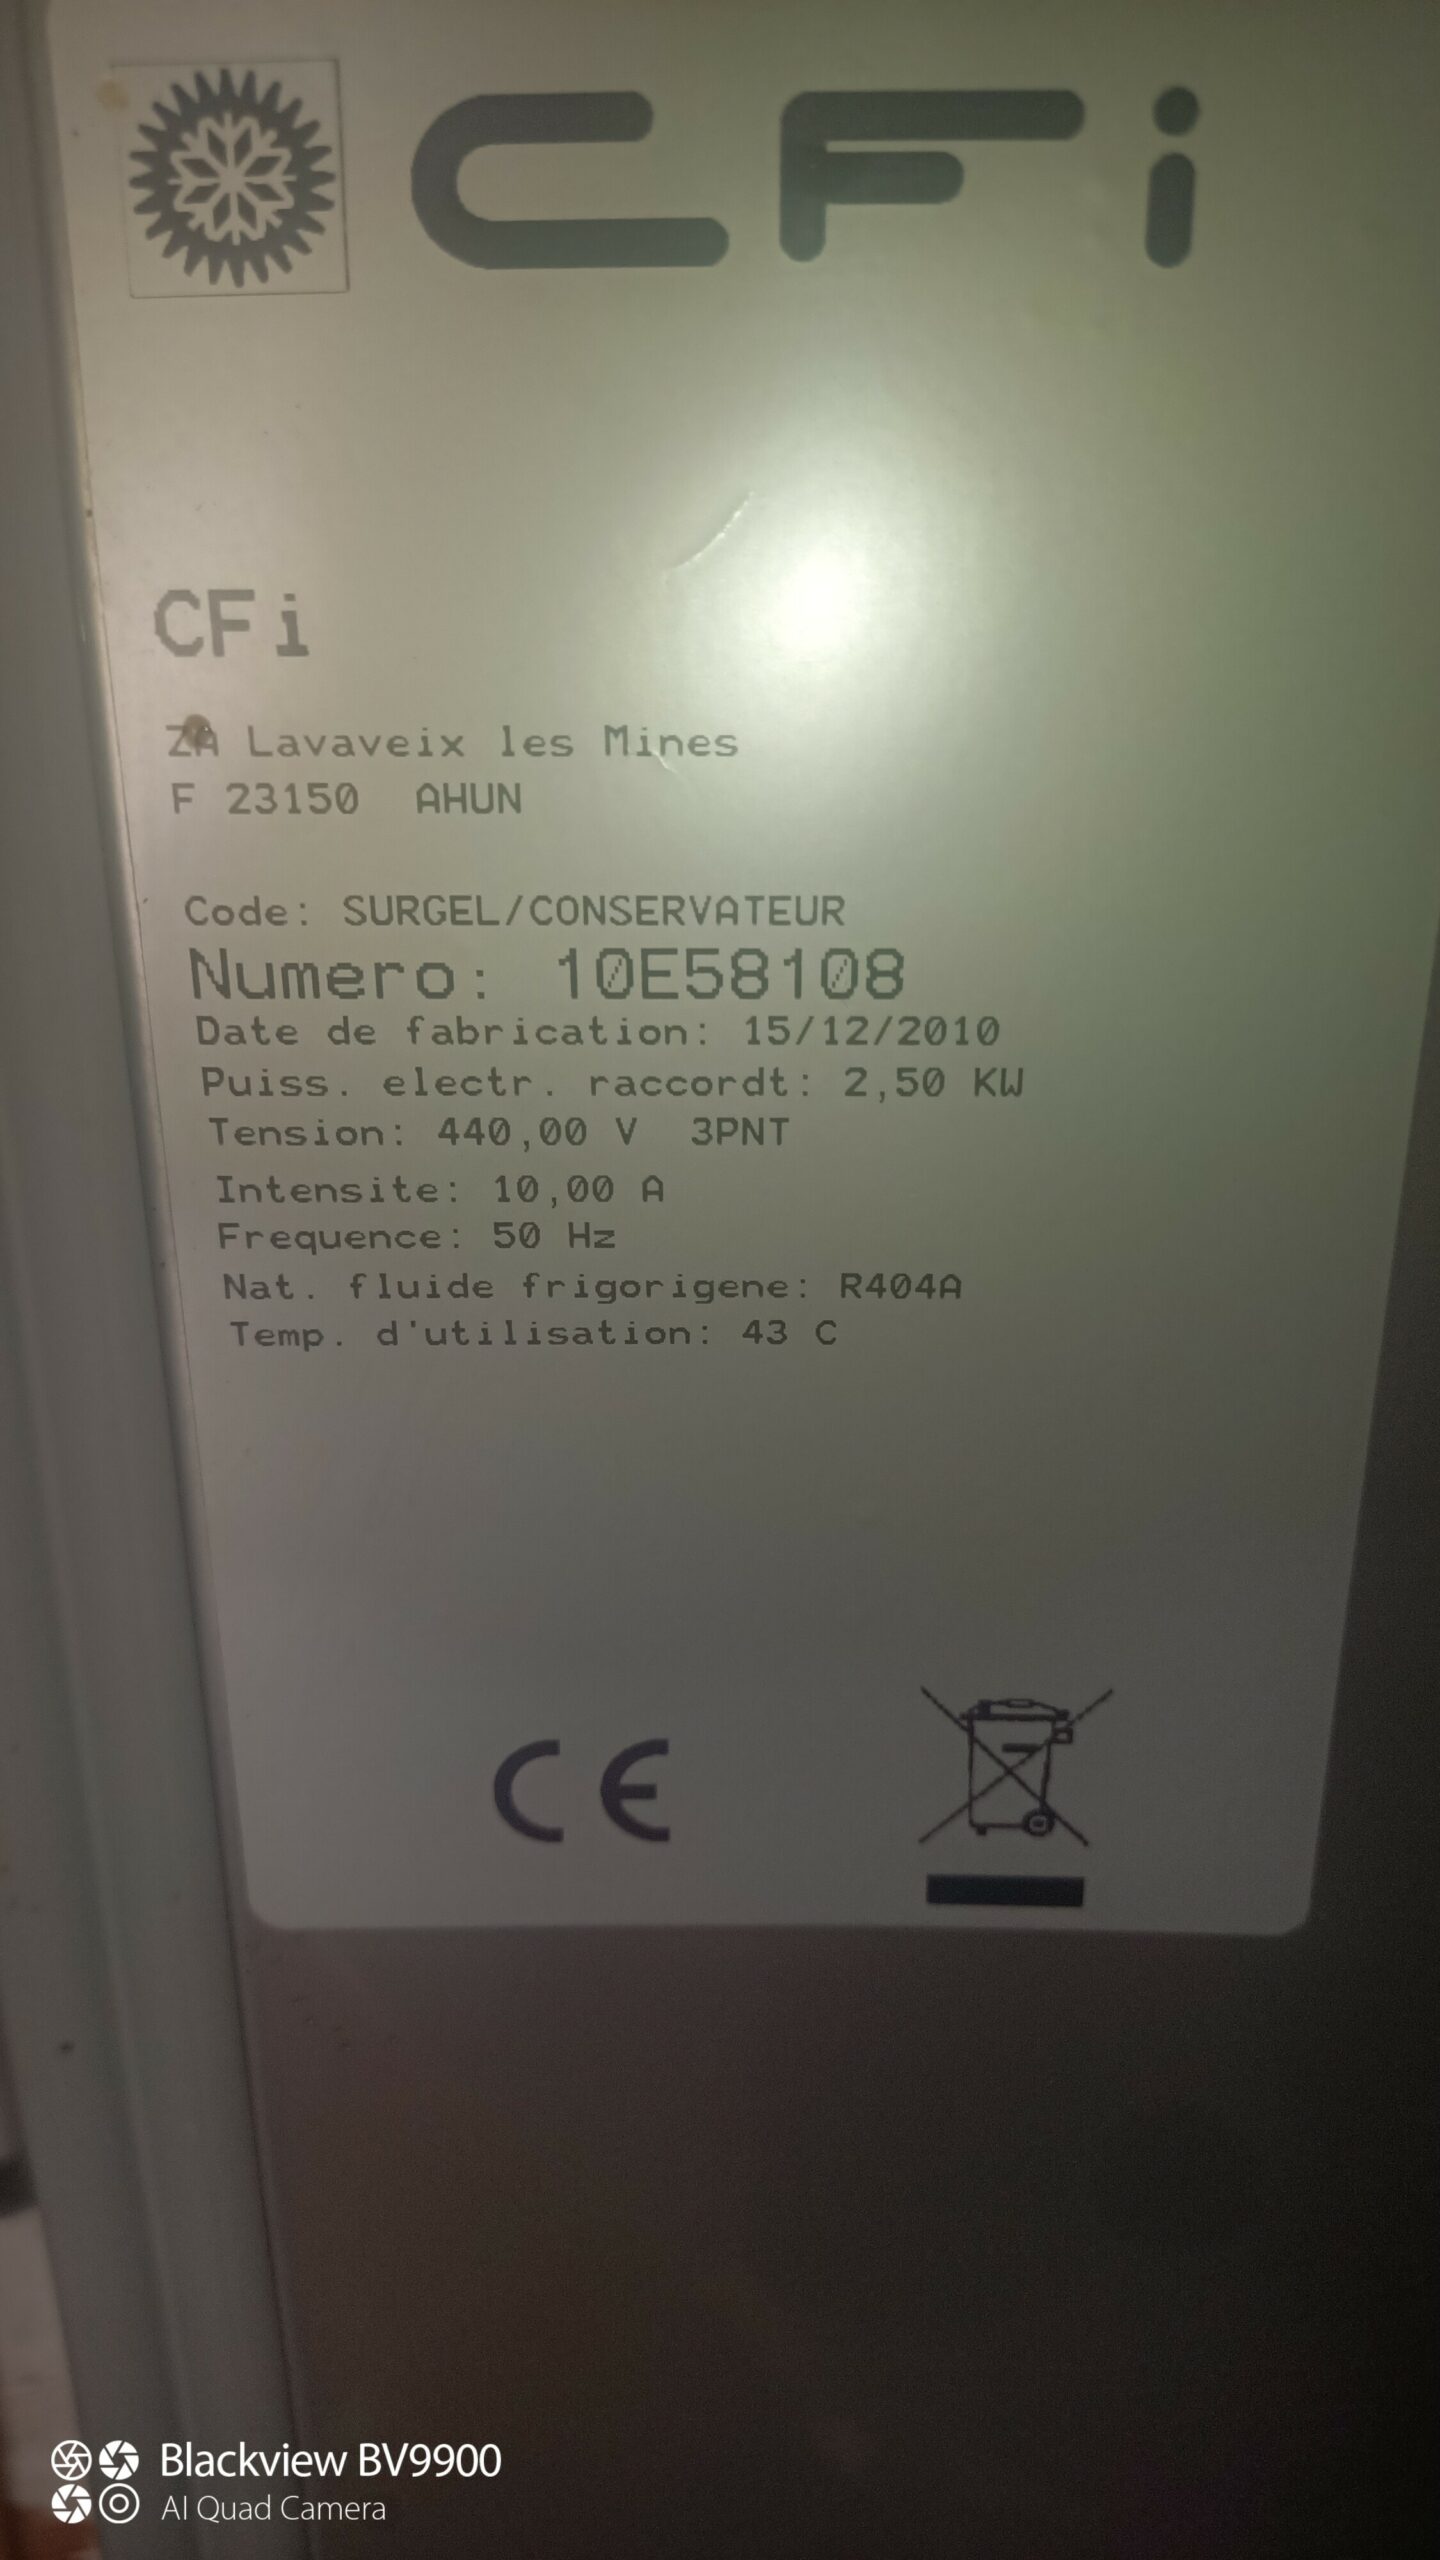 CFi
CFi
ZA Lavaveix les Mines
F 23150 AHUN
Code: SURGEL/CONSERVATEUR
Numero: 10E58108
Date de fabrication: 15/12/2010
Puiss. electr. raccordt: 2,50 KW
Tension: 440,00 V 3PNT
Intensite: 10,00 A
Frequence: 50 Hz
Nat. fluide frigorigene: R404A
Temp. d'utilisation: 43 C
CE
Blackview BV9900
AI Quad Camera